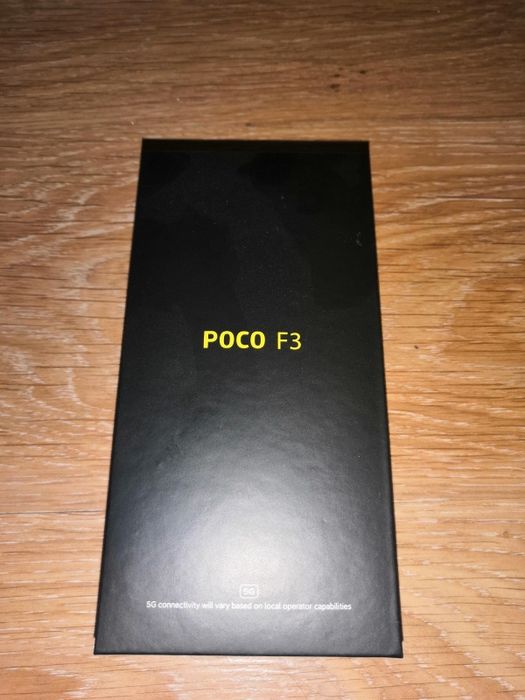 POCO F3
5G
5G connectivity will vary based on local operator capabilities